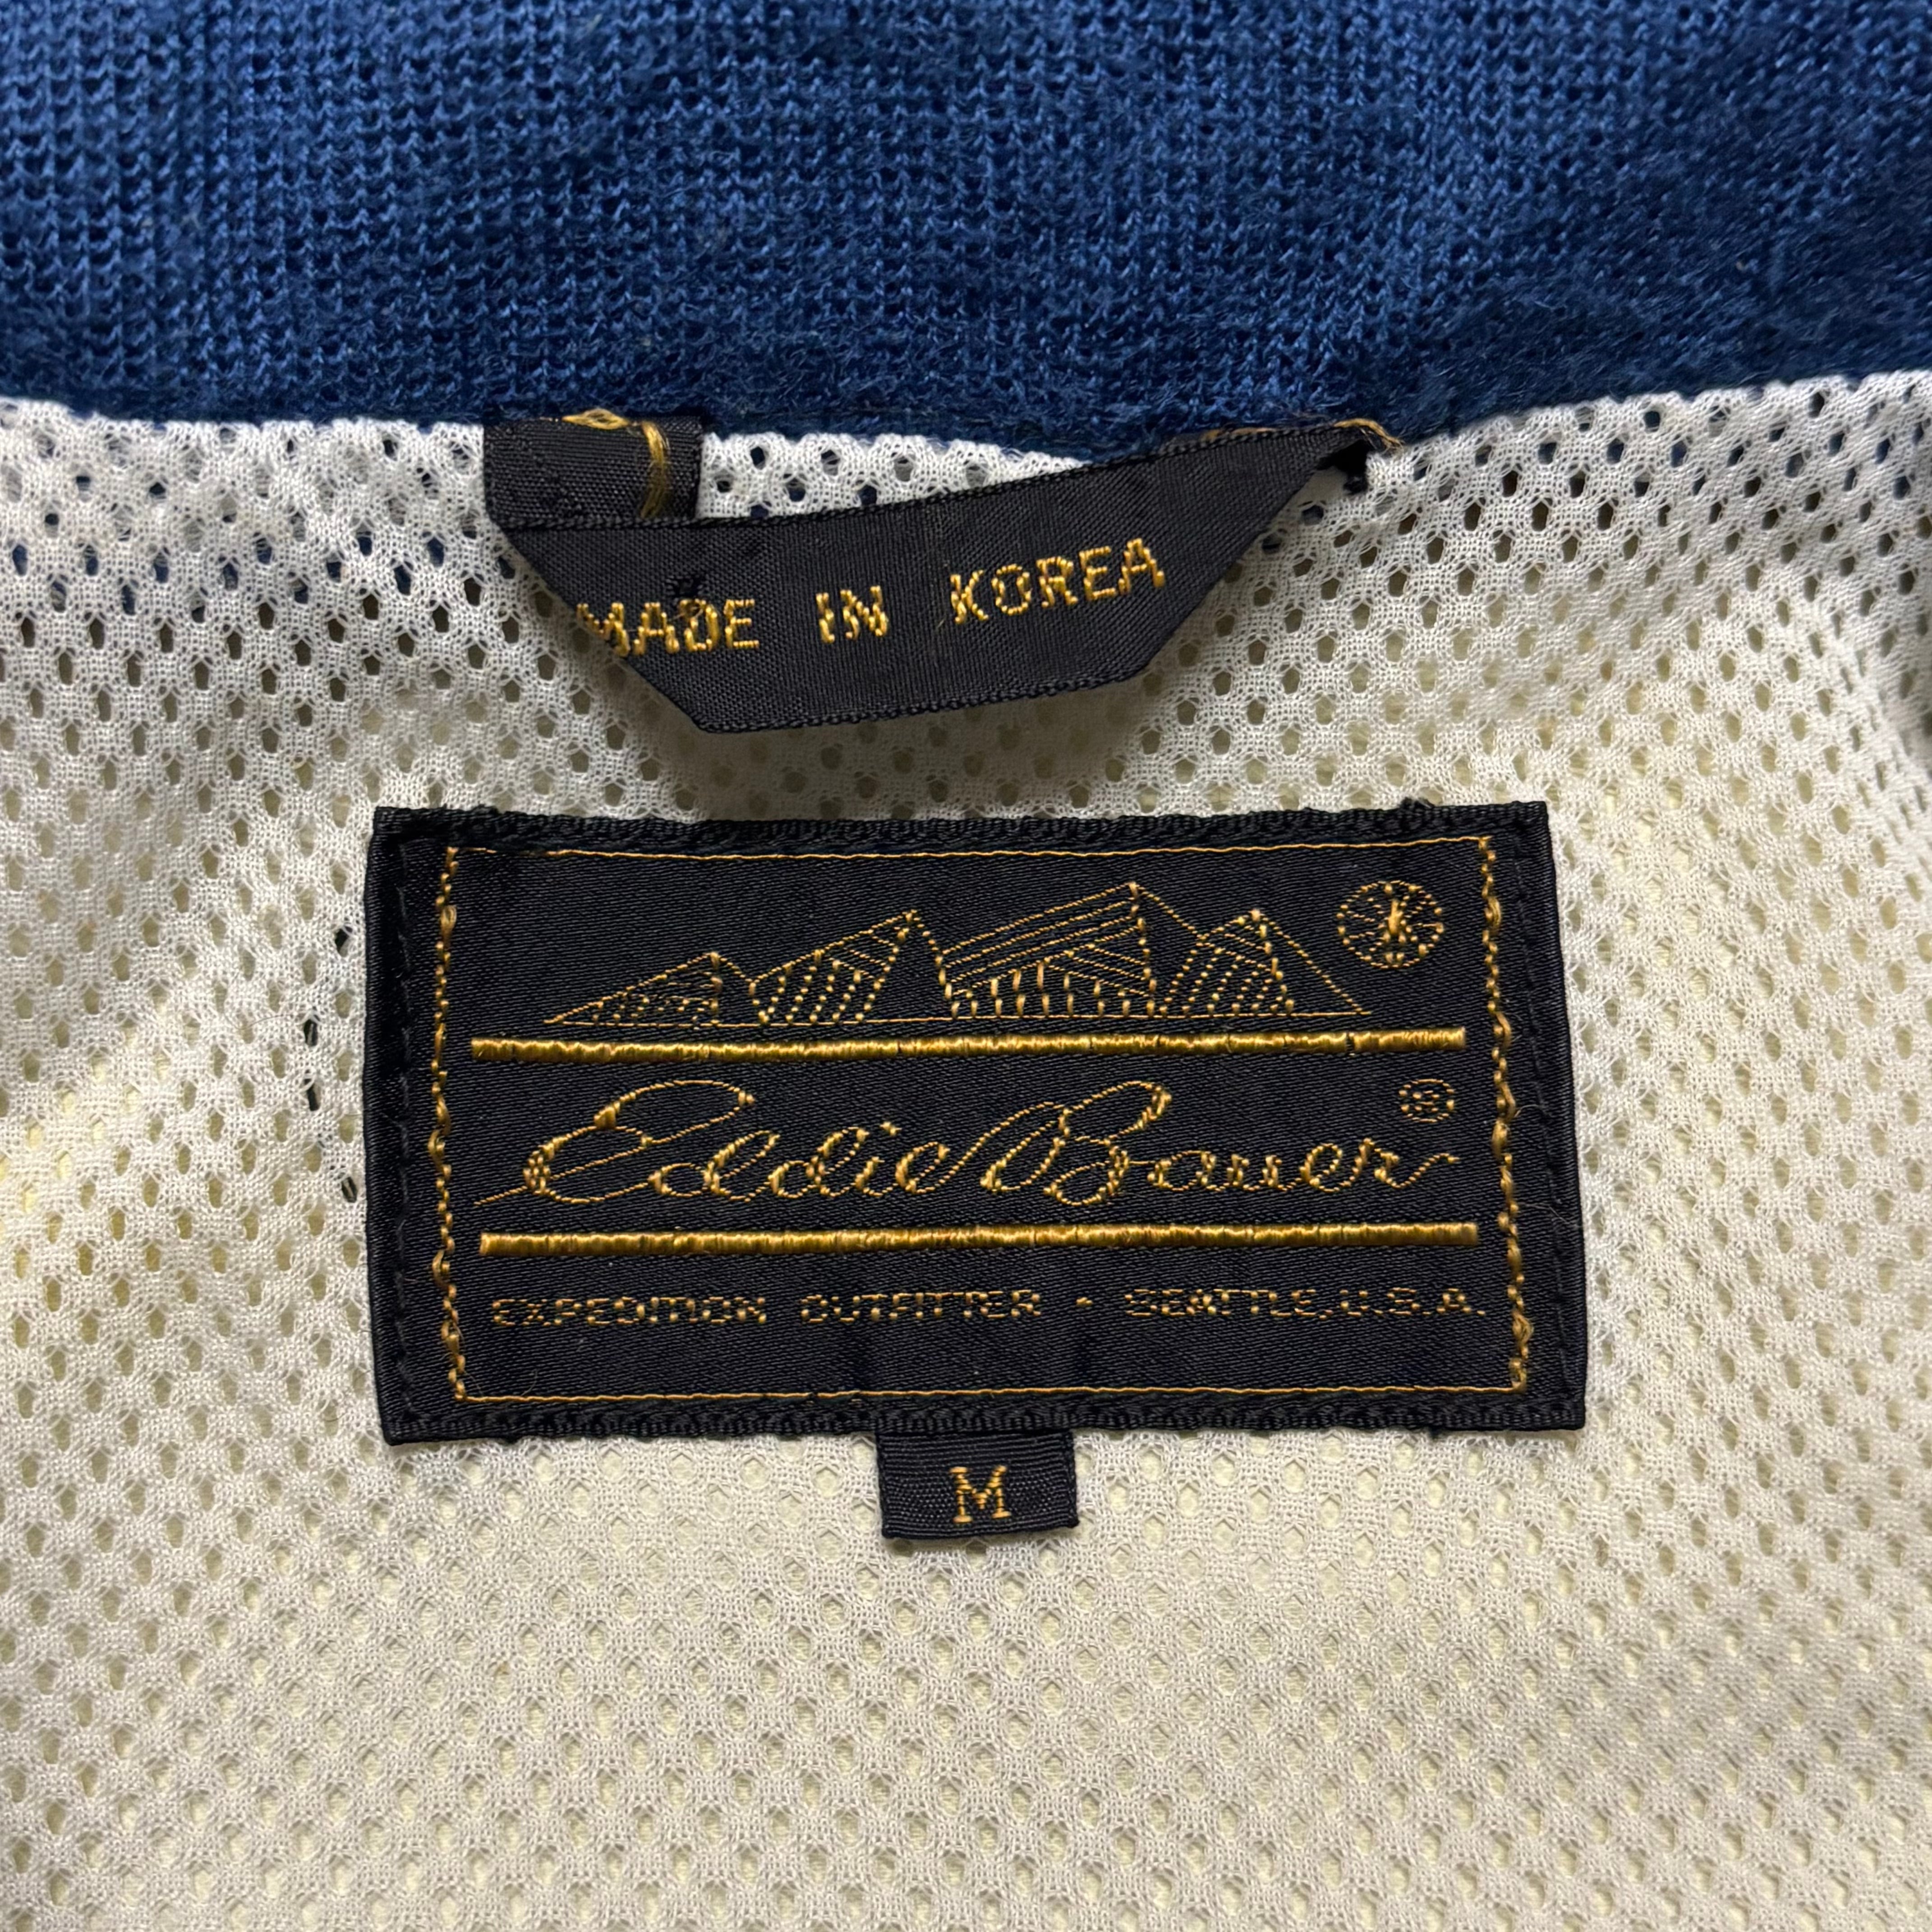 MADE IN KOREA
Eddie Bauer ®
EXPEDITION OUTFITTER · SEATTLE, U.S.A.
M